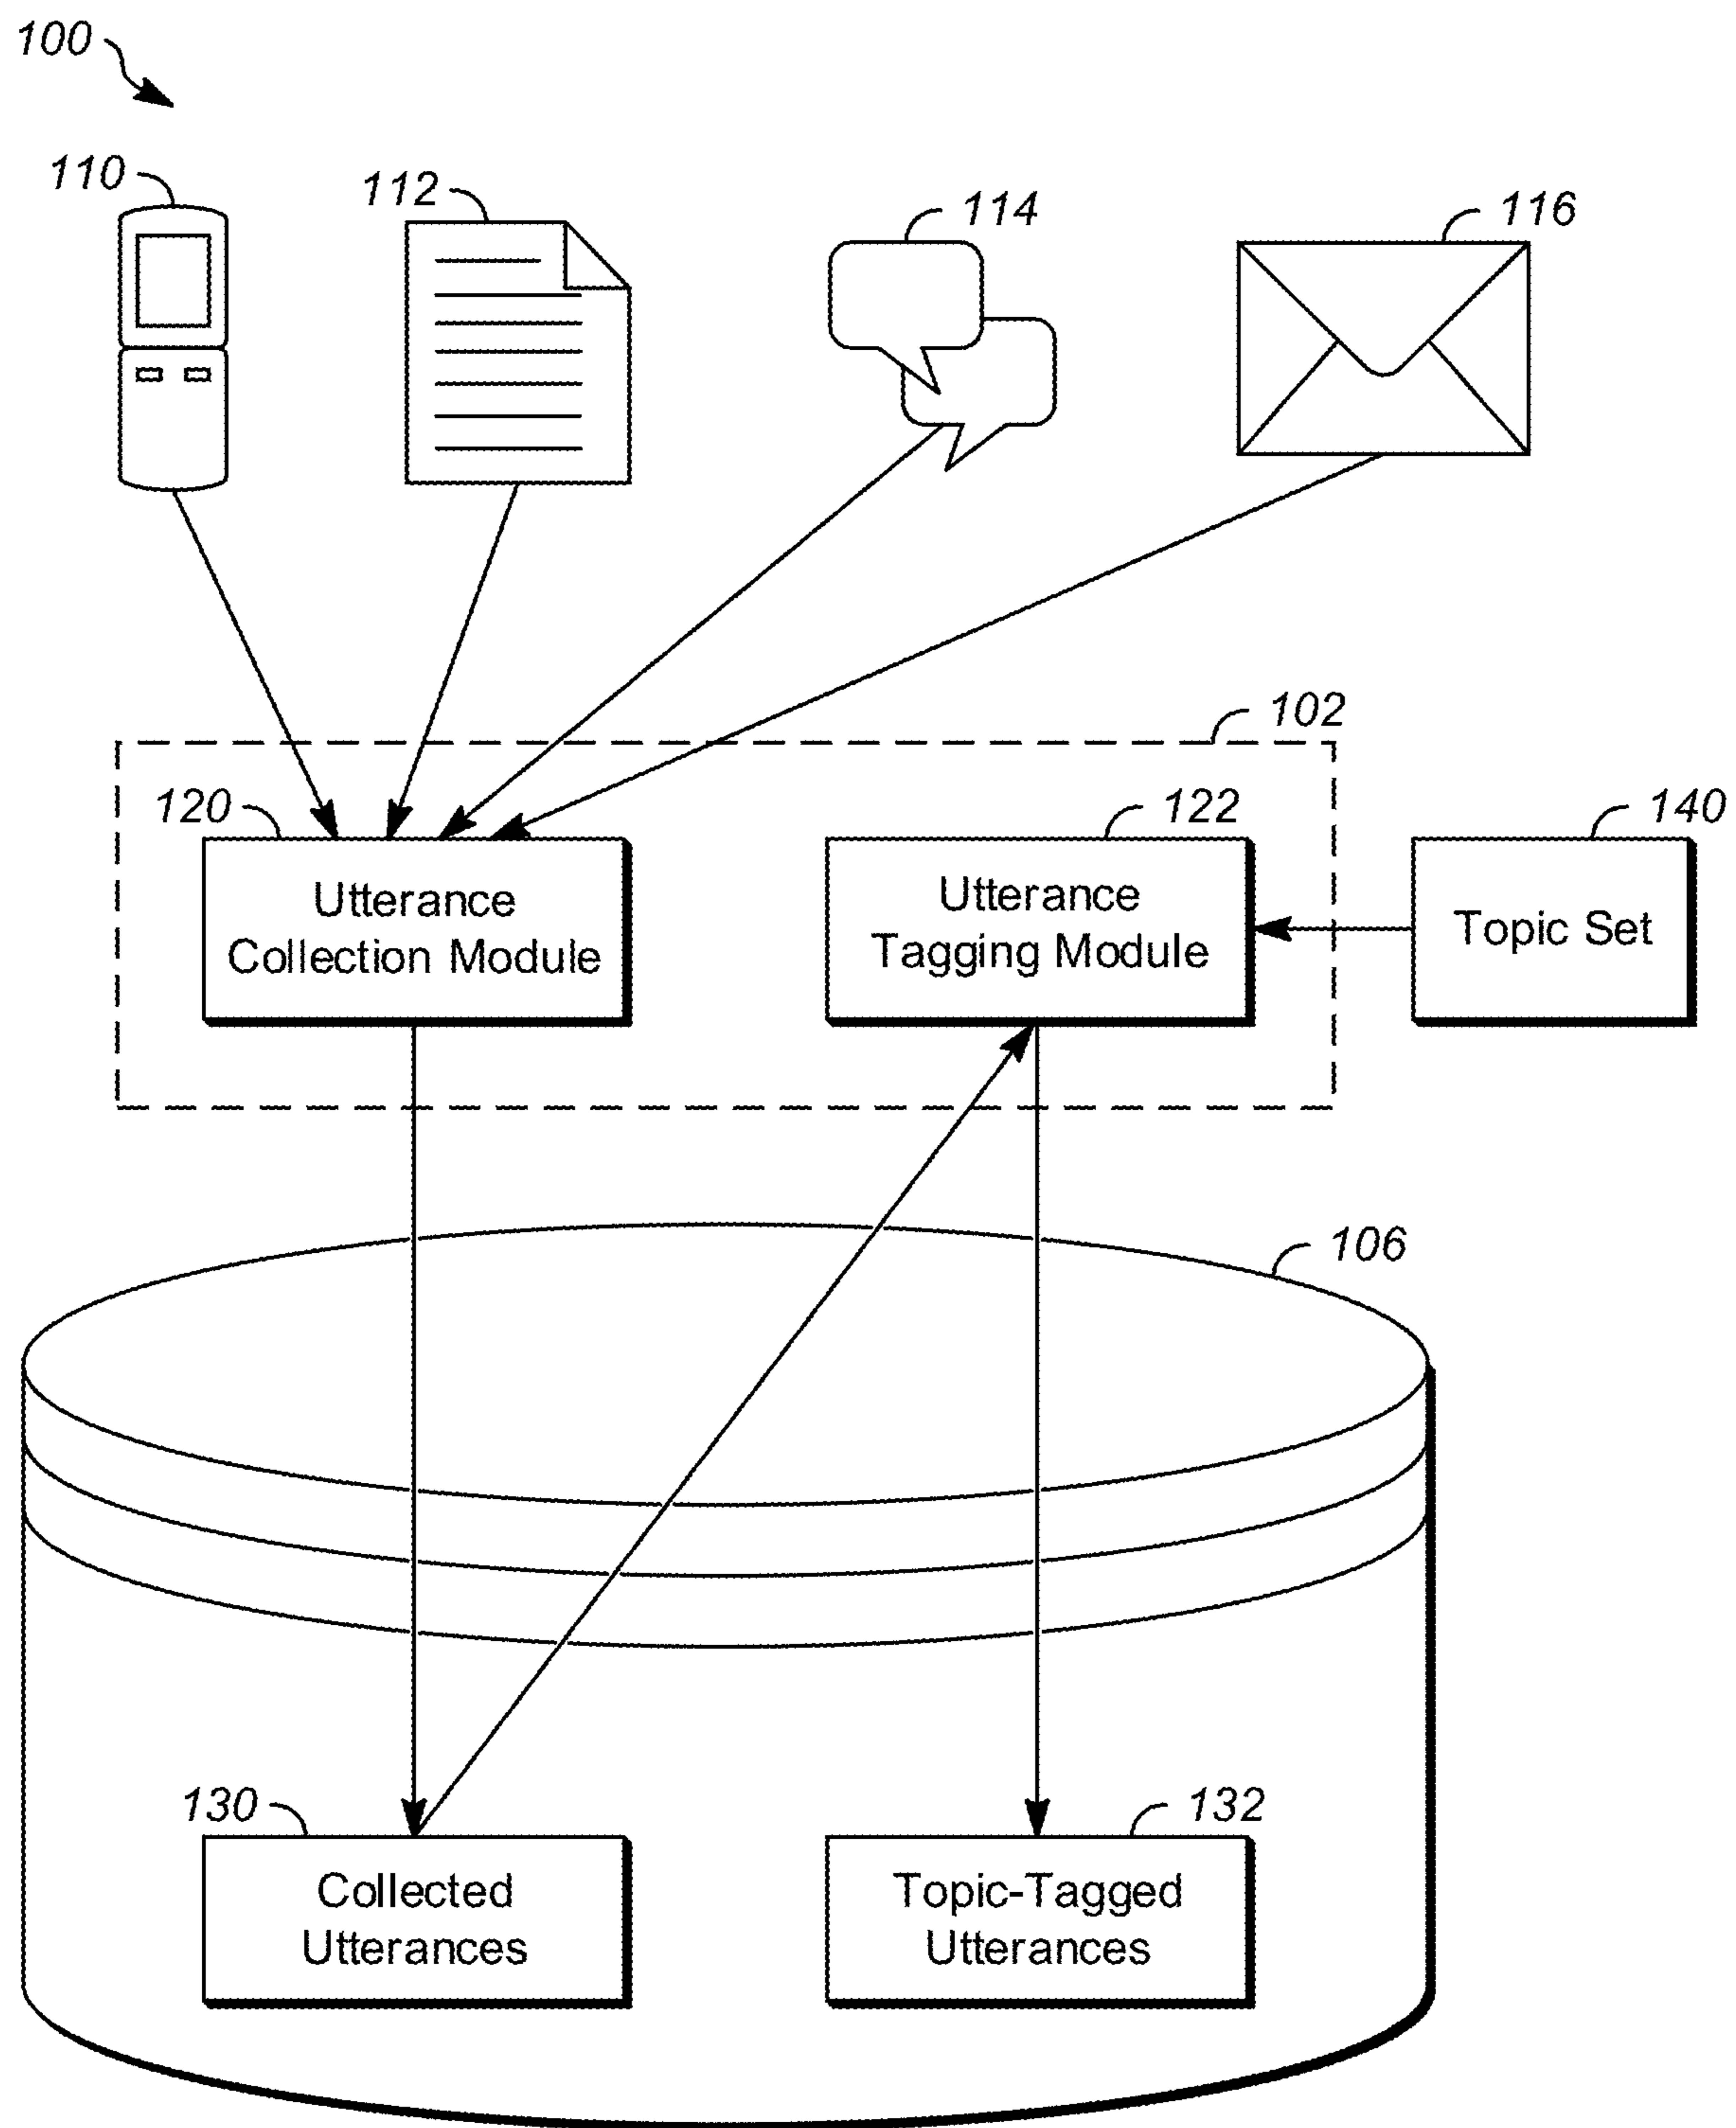 100
110
112
114
116
102
120
122
140
Utterance
Collection Module
Utterance
Tagging Module
Topic Set
106
130
132
Collected
Utterances
Topic-Tagged
Utterances